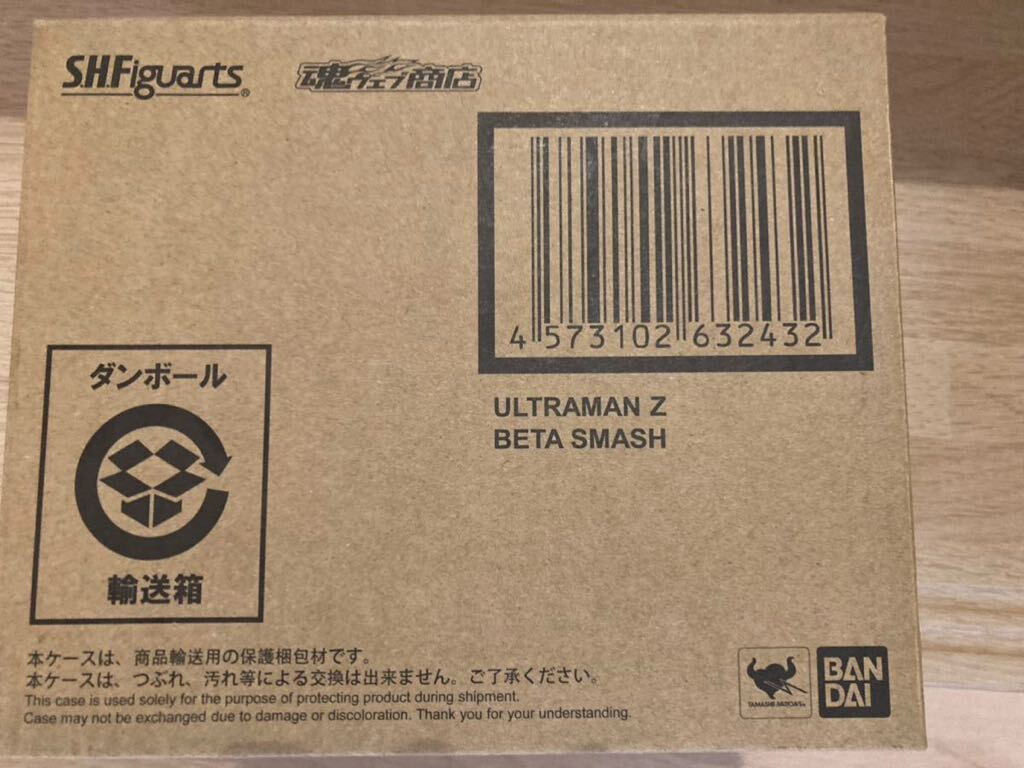 S.H.Figuarts®
魂ウェブ商店
4 573102 632432
ULTRAMAN Z
BETA SMASH
ダンボール
輸送箱
本ケースは、商品輸送用の保護梱包材です。
本ケースは、つぶれ、汚れ等による交換は出来ません。ご了承ください。
This case is used solely for the purpose of protecting product during shipment.
Case may not be exchanged due to damage or discoloration. Thank you for your understanding.
TAMASHII NATIONS
BAN
DAI